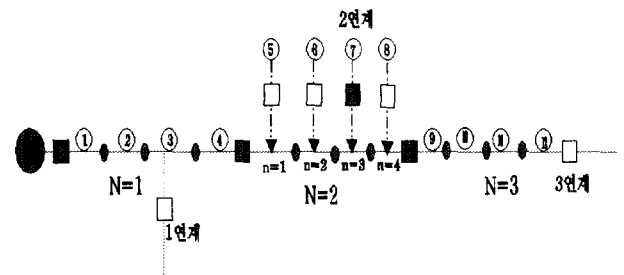 2연계
⑤ ⑥ ⑦ ⑧
① ② ③ ④ ⑨
n=1 n=2 n=3 n=4
N=1 N=2 N=3 3연계
1연계